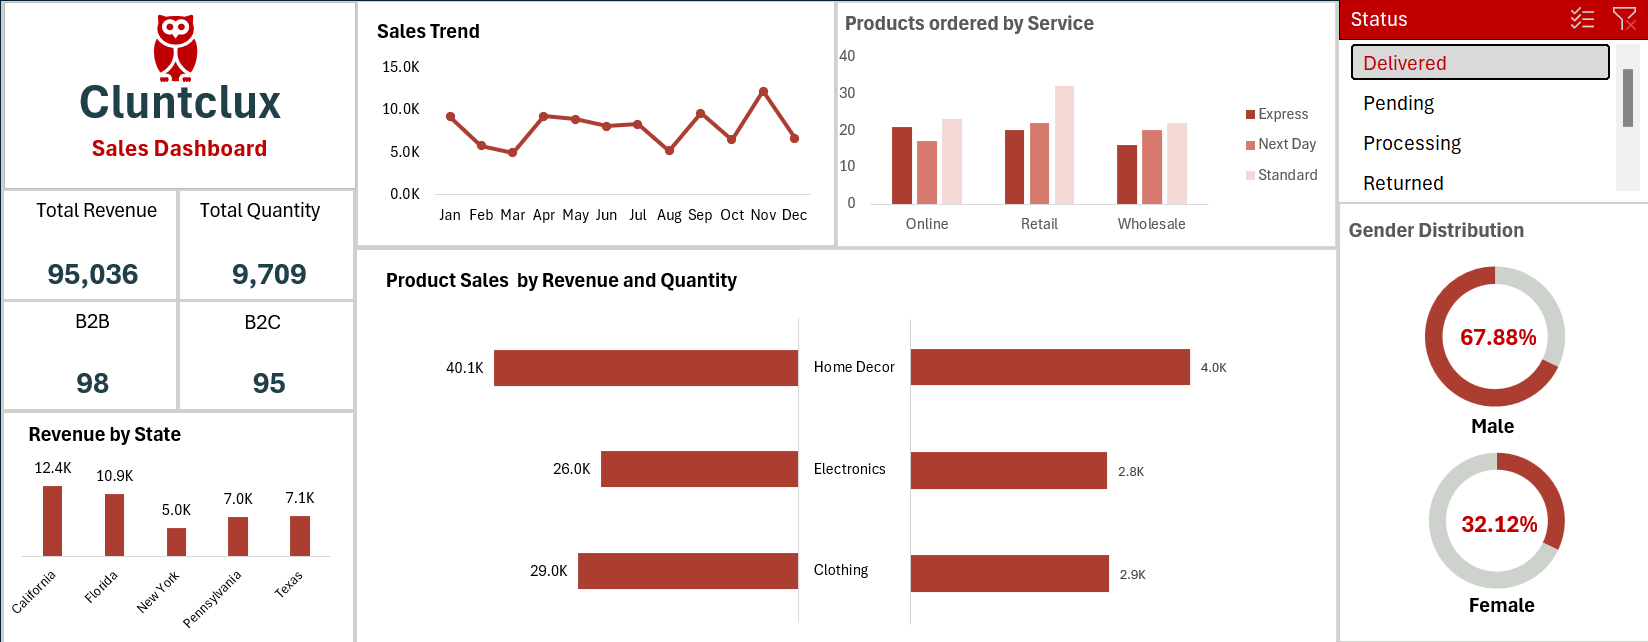 Cluntclux
Sales Dashboard
Total Revenue
Total Quantity
95,036
9,709
B2B
B2C
98
95
Revenue by State
12.4K
10.9K
5.0K
7.0K
7.1K
California
Florida
New York
Pennsylvania
Texas
Sales Trend
15.0K
10.0K
5.0K
0.0K
Jan Feb Mar Apr May Jun Jul Aug Sep Oct Nov Dec
Products ordered by Service
40
30
20
10
0
Online
Retail
Wholesale
Express
Next Day
Standard
Product Sales  by Revenue and Quantity
40.1K
Home Decor
4.0K
26.0K
Electronics
2.8K
29.0K
Clothing
2.9K
Status
Delivered
Pending
Processing
Returned
Gender Distribution
67.88%
Male
32.12%
Female